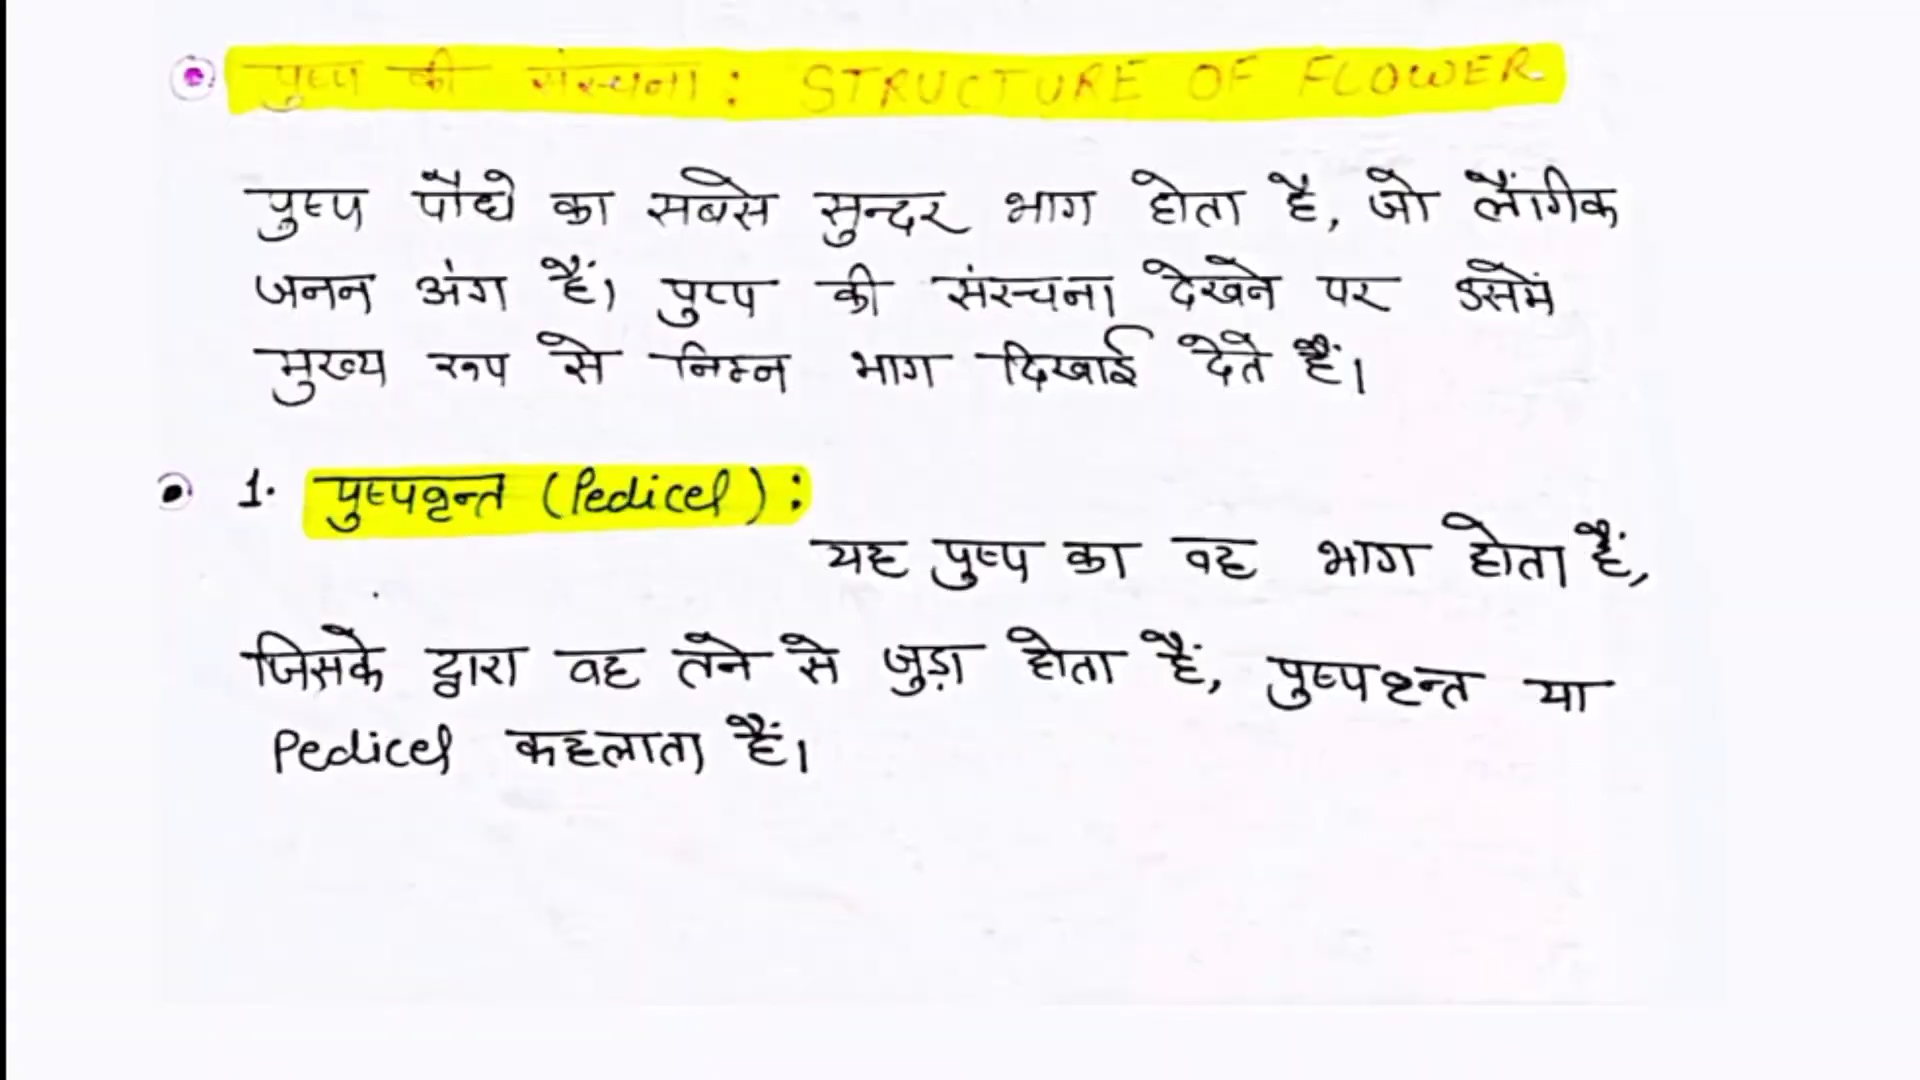 पुष्प की संरचना : STRUCTURE OF FLOWER
पुष्प पौधे का सबसे सुन्दर भाग होता है, जो लैंगीक
जनन अंग हैं। पुष्प की संरचना देखने पर उसमें
मुख्य रूप से निम्न भाग दिखाई देते हैं।
1. पुष्पवृन्त (Pedicel) :
यह पुष्प का वह भाग होता हैं,
जिसके द्वारा वह तने से जुड़ा होता हैं, पुष्पवृन्त या
Pedicel कहलाता हैं।